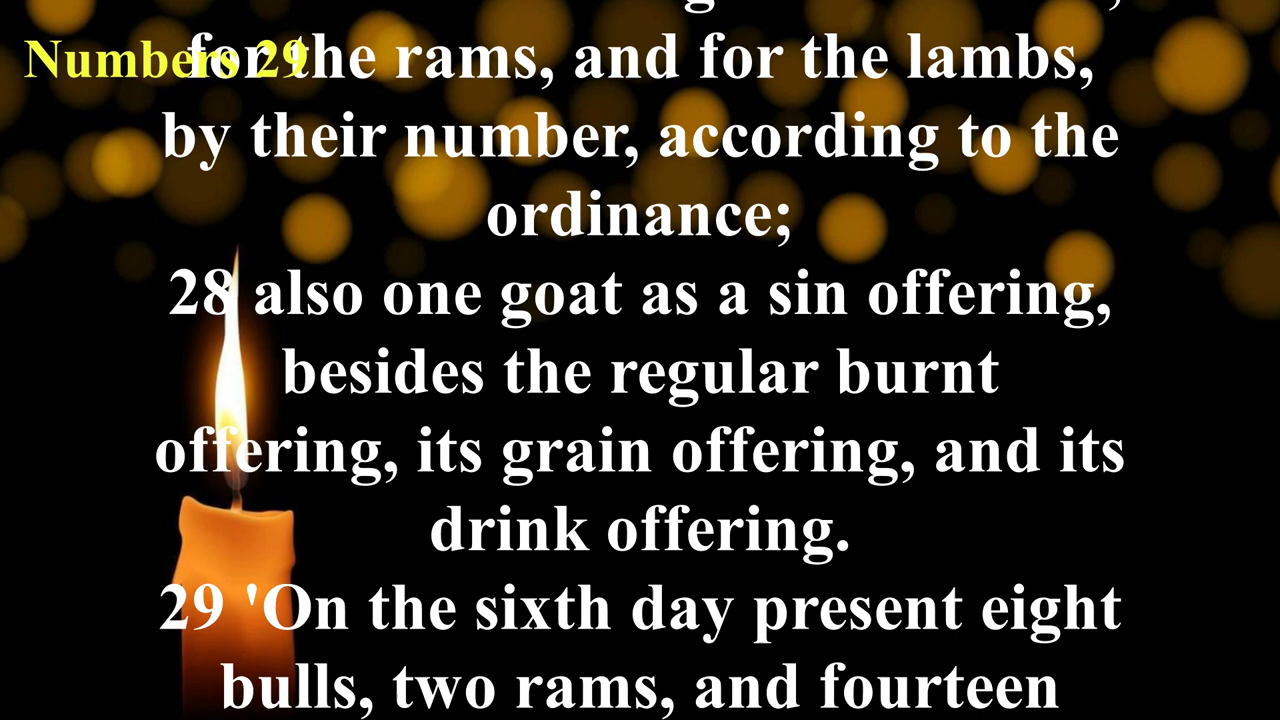 Numbers 29
for the rams, and for the lambs,
by their number, according to the
ordinance;
28 also one goat as a sin offering,
besides the regular burnt
offering, its grain offering, and its
drink offering.
29 'On the sixth day present eight
bulls, two rams, and fourteen